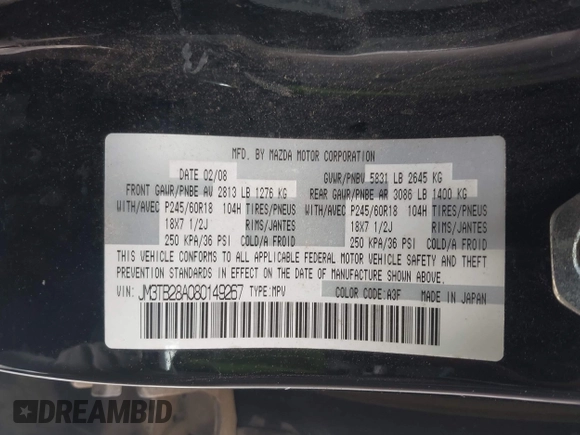 MFD. BY MAZDA MOTOR CORPORATION
DATE 02/08
GVWR/PNBV 5831 LB 2645 KG
FRONT GAWR/PNBE AV 2813 LB 1276 KG
REAR GAWR/PNBE AR 3086 LB 1400 KG
WITH/AVEC P245/60R18 104H TIRES/PNEUS
WITH/AVEC P245/60R18 104H TIRES/PNEUS
18X7 1/2J RIMS/JANTES
18X7 1/2J RIMS/JANTES
250 KPA/36 PSI COLD/A FROID
250 KPA/36 PSI COLD/A FROID
THIS VEHICLE CONFORMS TO ALL APPLICABLE FEDERAL MOTOR VEHICLE SAFETY AND THEFT
PREVENTION STANDARDS IN EFFECT ON THE DATE OF MANUFACTURE SHOWN ABOVE.
VIN: JM3TB28A080149267 TYPE:MPV
COLOR CODE:A3F MADE IN JAPAN
DREAMBID